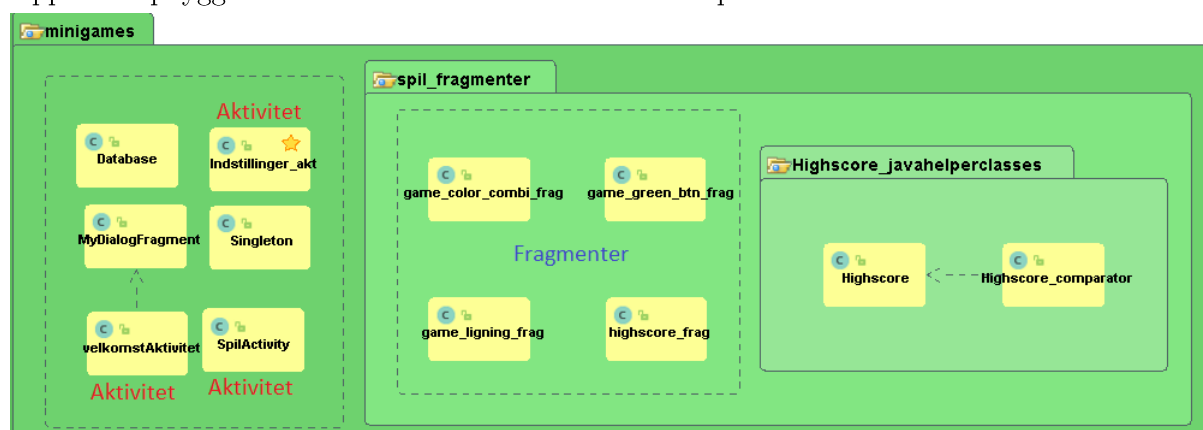 minigames
spil_fragmenter
Aktivitet
Database
Indstillinger_akt
MyDialogFragment
Singleton
velkomstAktivitet
SpilActivity
Aktivitet
Aktivitet
game_color_combi_frag
game_green_btn_frag
Fragmenter
game_ligning_frag
highscore_frag
Highscore_javahelperclasses
Highscore
Highscore_comparator